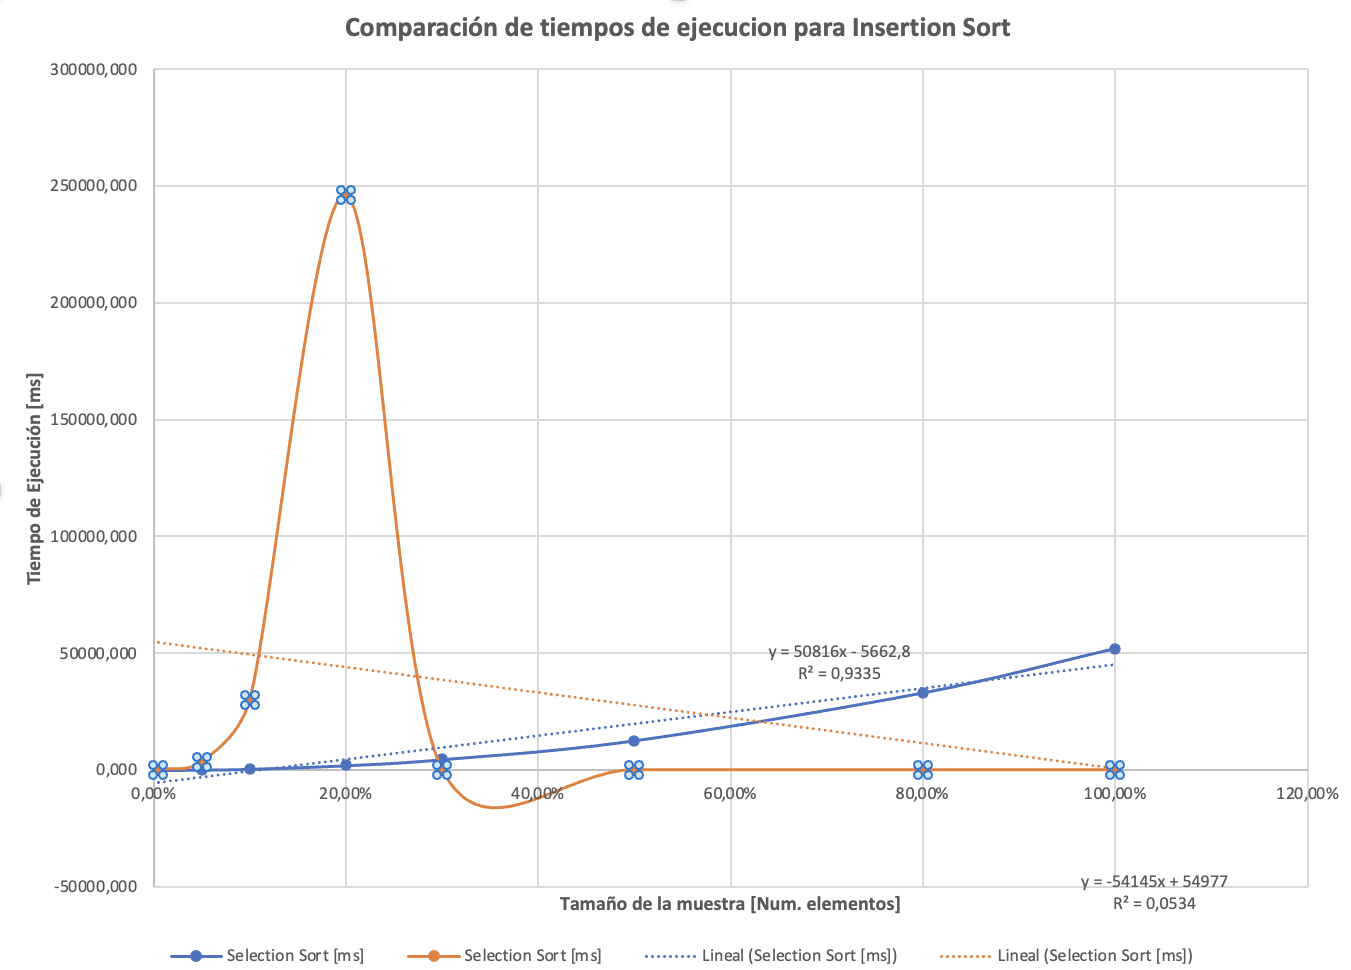 Comparación de tiempos de ejecucion para Insertion Sort
300000,000
250000,000
200000,000
150000,000
100000,000
50000,000
0,000
-50000,000
Tiempo de Ejecución [ms]
y = 50816x - 5662,8
R² = 0,9335
0,00% 20,00% 40,00% 60,00% 80,00% 100,00% 120,00%
y = -54145x + 54977
R² = 0,0534
Tamaño de la muestra [Num. elementos]
Selection Sort [ms] Selection Sort [ms] Lineal (Selection Sort [ms]) Lineal (Selection Sort [ms])